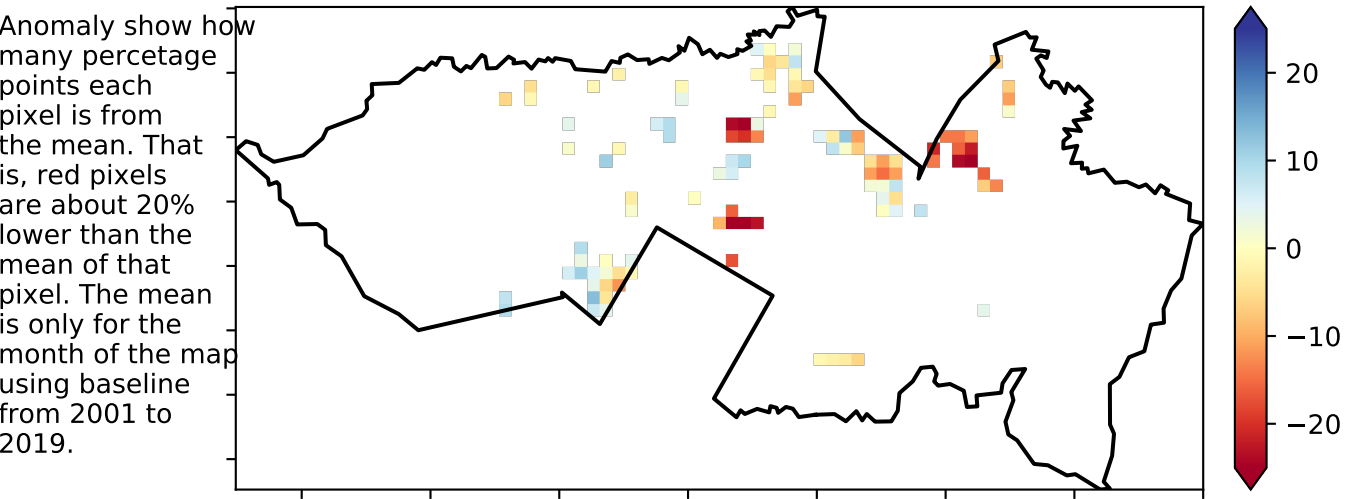 Anomaly show how
many percetage
points each
pixel is from
the mean. That
is, red pixels
are about 20%
lower than the
mean of that
pixel. The mean
is only for the
month of the map
using baseline
from 2001 to
2019.
20
10
0
−10
−20